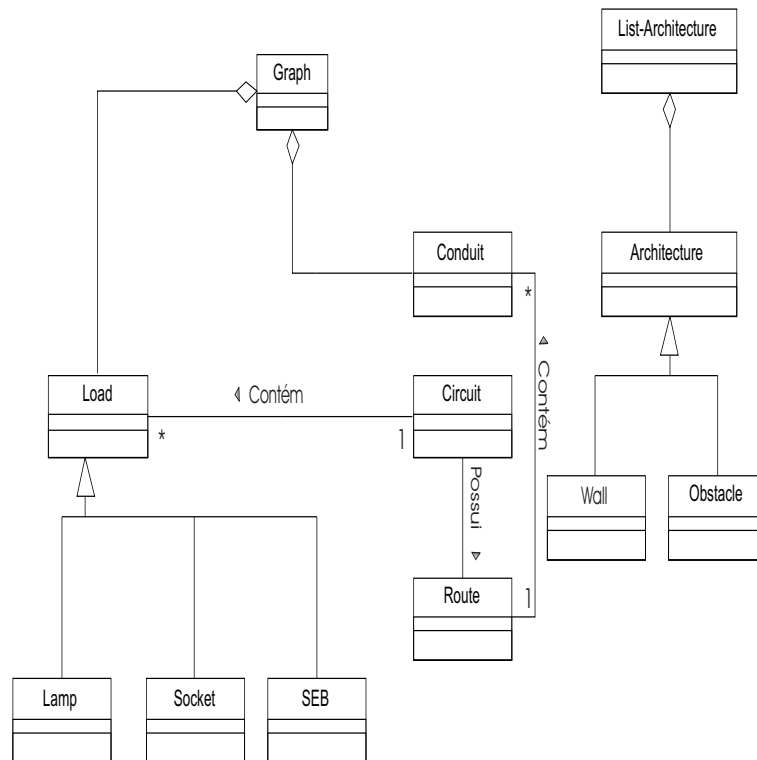 List-Architecture
Graph
Conduit
Architecture
*
Contém
Load
Contém
Circuit
*
1
Possui
Wall
Obstacle
Route
1
Lamp
Socket
SEB